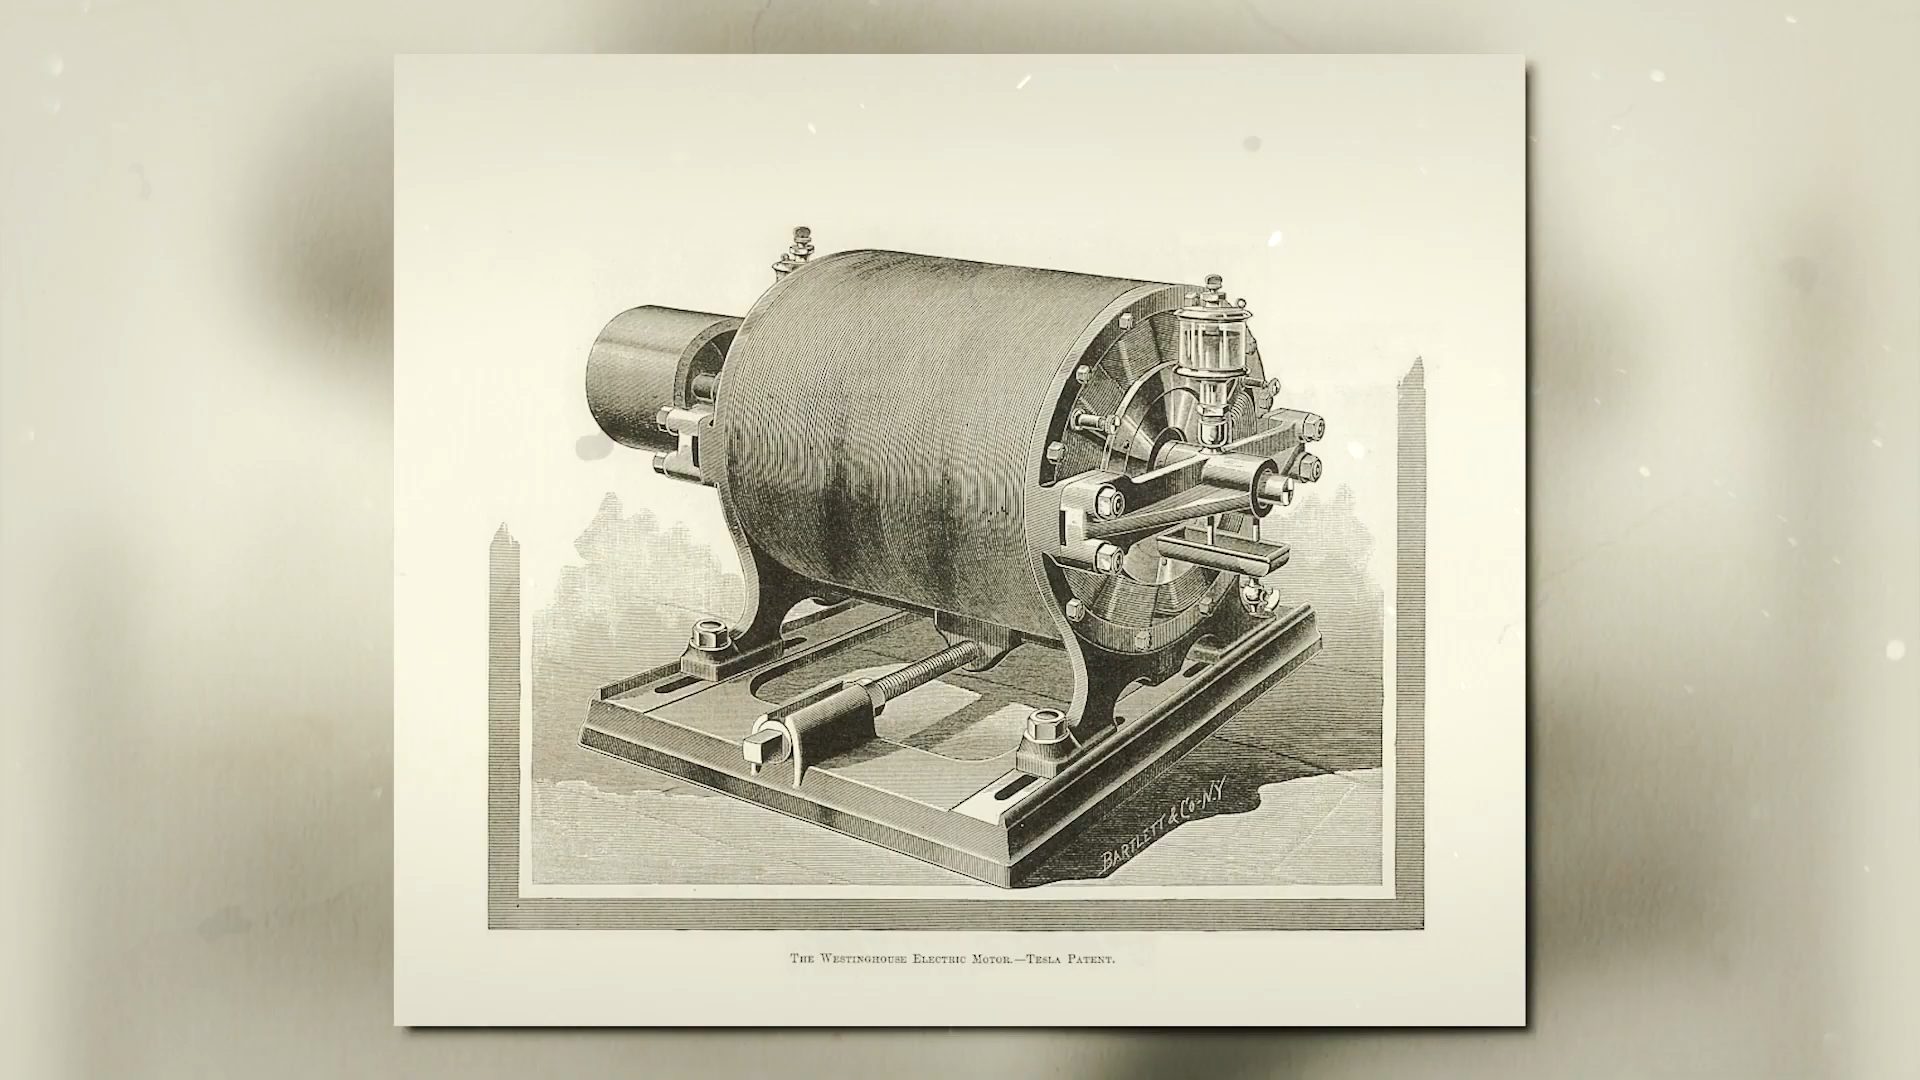 BARTLETT & CO-N.Y
THE WESTINGHOUSE ELECTRIC MOTOR.—TESLA PATENT.